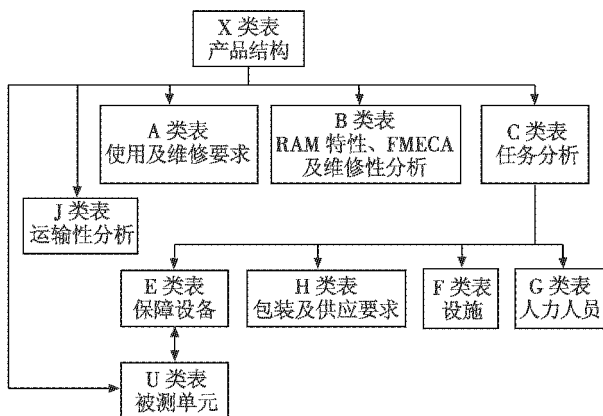 X 类表
产品结构
A 类表
使用及维修要求
B 类表
RAM 特性、FMECA
及维修性分析
C 类表
任务分析
J 类表
运输性分析
E 类表
保障设备
H 类表
包装及供应要求
F 类表
设施
G 类表
人力人员
U 类表
被测单元